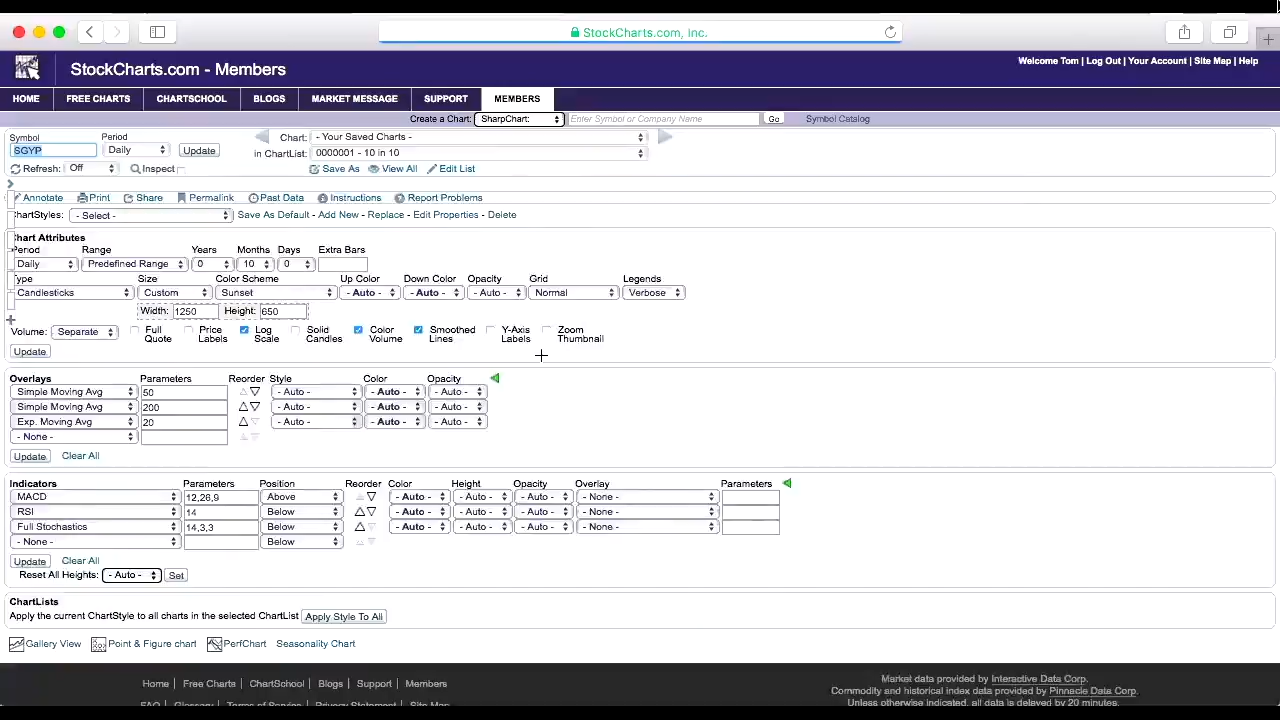 StockCharts.com, Inc.
StockCharts.com - Members
Welcome Tom | Log Out | Your Account | Site Map | Help
HOME FREE CHARTS CHARTSCHOOL BLOGS MARKET MESSAGE SUPPORT MEMBERS
Create a Chart: SharpChart: Enter Symbol or Company Name Go Symbol Catalog
Symbol Period Chart: - Your Saved Charts -
SGYP Daily Update in ChartList: 0000001 - 10 in 10
Refresh: Off Inspect Save As View All Edit List
Annotate Print Share Permalink Past Data Instructions Report Problems
ChartStyles: - Select - Save As Default - Add New - Replace - Edit Properties - Delete
Chart Attributes
Period Range Years Months Days Extra Bars
Daily Predefined Range 0 10 0
Type Size Color Scheme Up Color Down Color Opacity Grid Legends
Candlesticks Custom Sunset - Auto - - Auto - - Auto - Normal Verbose
Width: 1250 Height: 650
Volume: Separate Full Quote Price Labels Log Scale Solid Candles Color Volume Smoothed Lines Y-Axis Labels Zoom Thumbnail
Update
Overlays Parameters Reorder Style Color Opacity
Simple Moving Avg 50 - Auto - - Auto - - Auto -
Simple Moving Avg 200 - Auto - - Auto - - Auto -
Exp. Moving Avg 20 - Auto - - Auto - - Auto -
- None -
Update Clear All
Indicators Parameters Position Reorder Color Height Opacity Overlay Parameters
MACD 12,26,9 Above - Auto - - Auto - - Auto - - None -
RSI 14 Below - Auto - - Auto - - Auto - - None -
Full Stochastics 14,3,3 Below - Auto - - Auto - - Auto - - None -
- None - Below
Update Clear All
Reset All Heights: - Auto - Set
ChartLists
Apply the current ChartStyle to all charts in the selected ChartList Apply Style To All
Gallery View Point & Figure chart PerfChart Seasonality Chart
Home | Free Charts | ChartSchool | Blogs | Support | Members
Market data provided by Interactive Data Corp.
Commodity and historical index data provided by Pinnacle Data Corp.
Unless otherwise indicated, all data is delayed by 20 minutes.
FAQ | Glossary | Terms of Service | Privacy Statement | Site Map